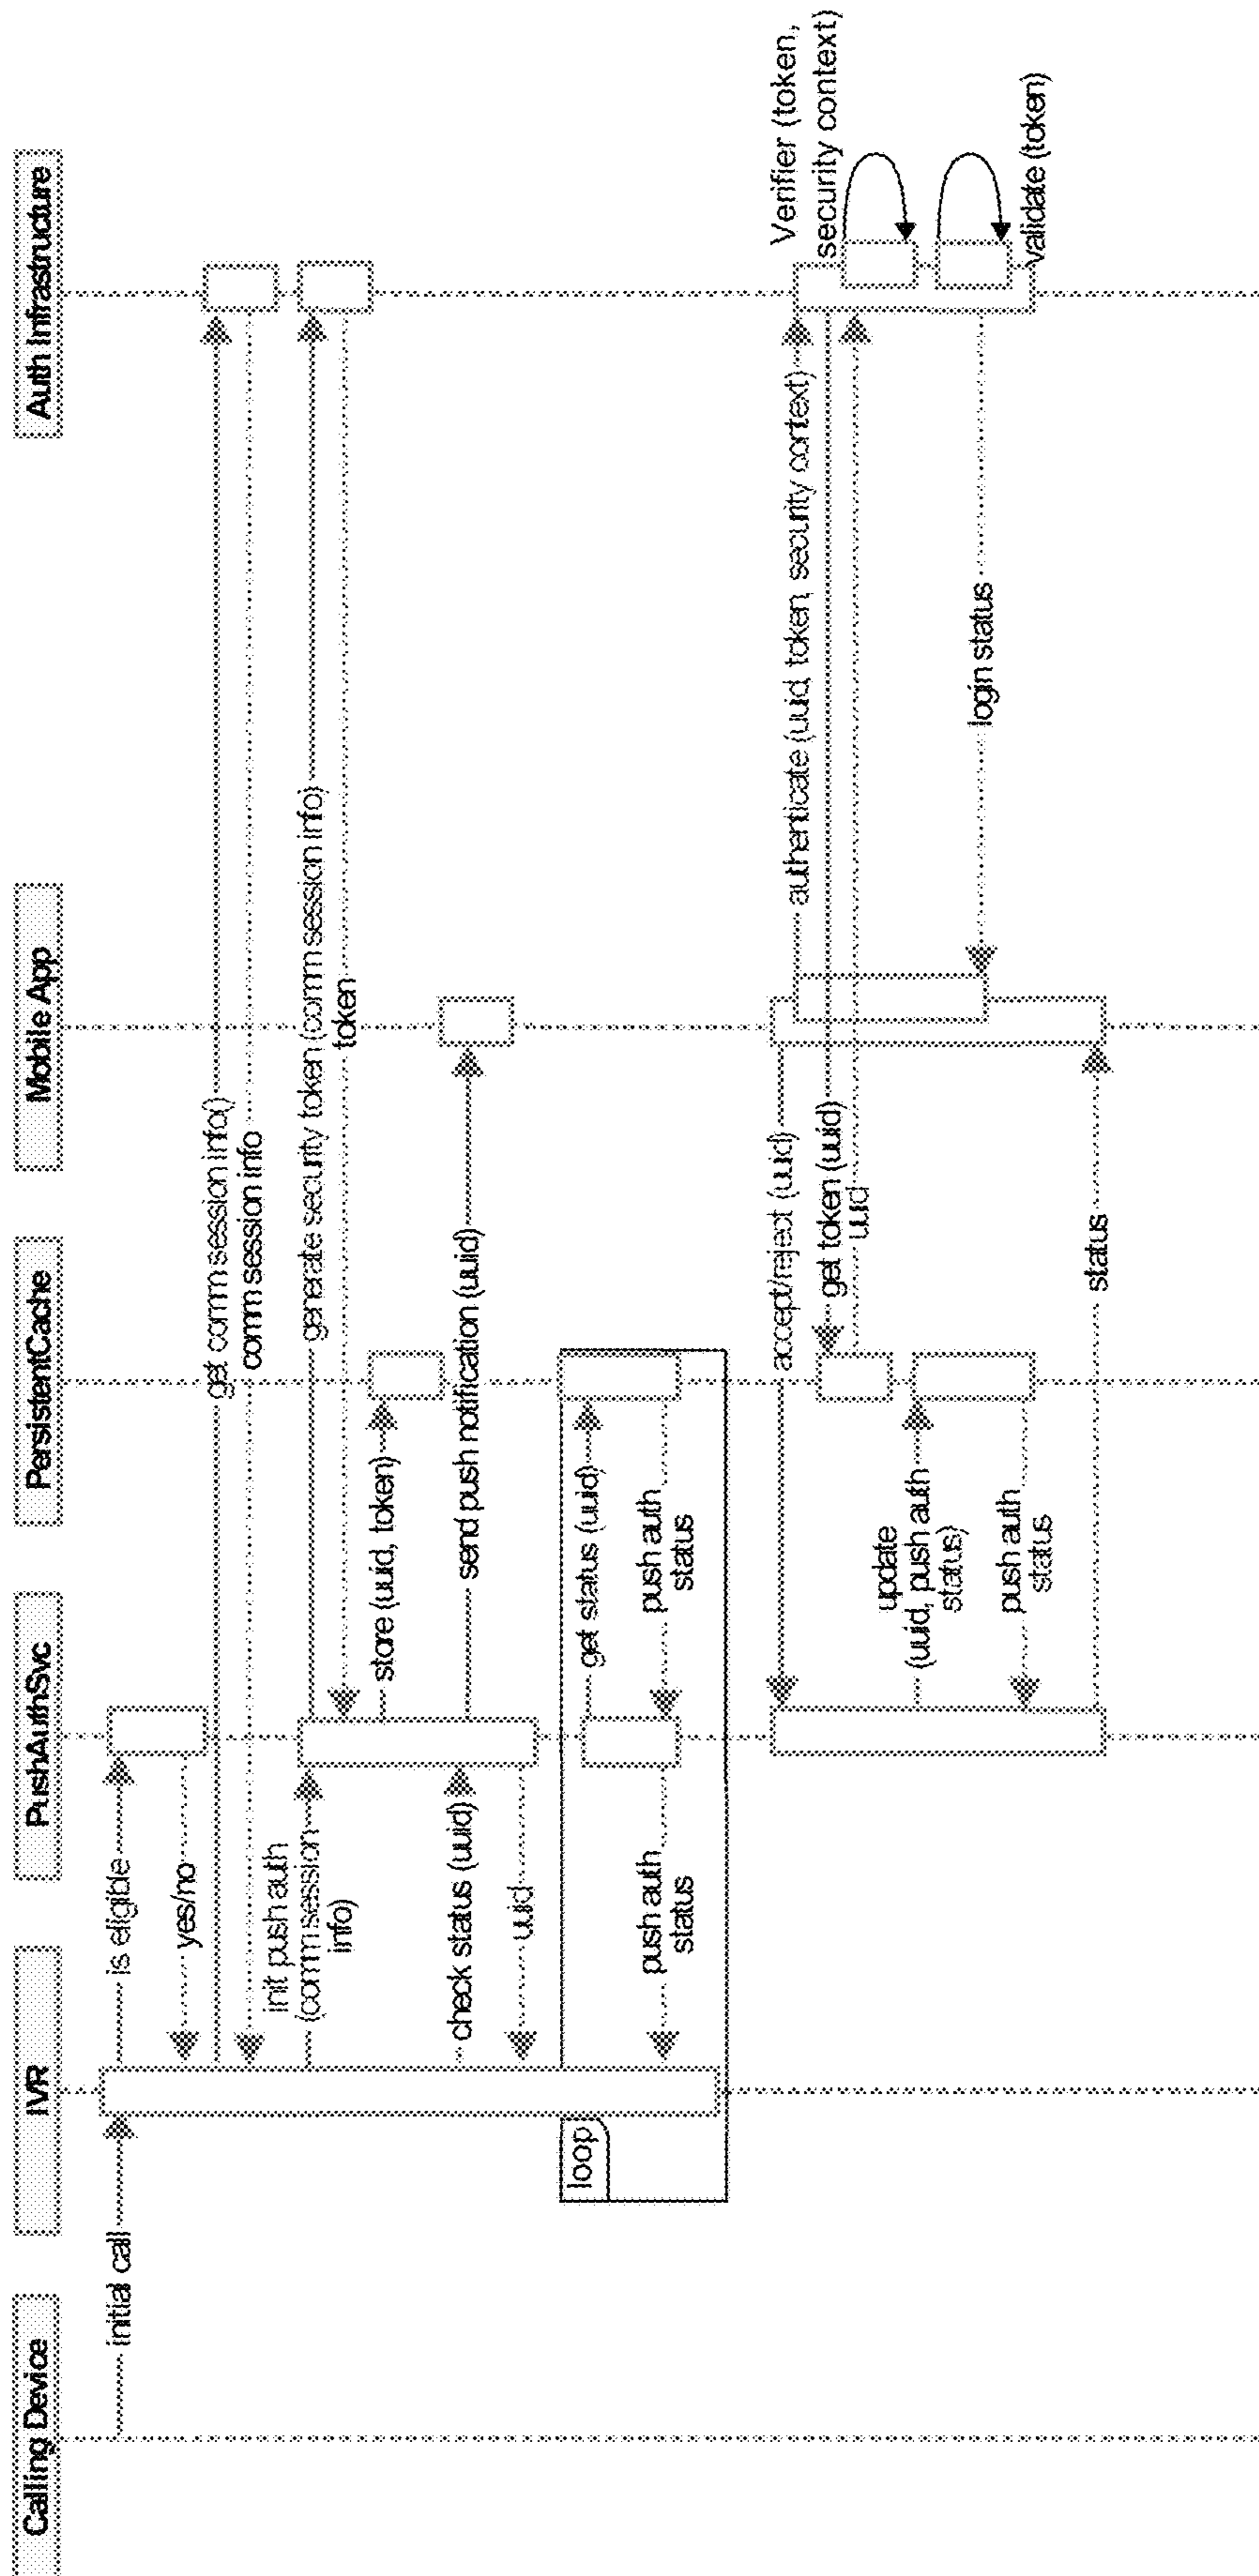 Calling Device
IVR
PushAuthSvc
PersistentCache
Mobile App
Auth Infrastructure
initial call
is eligible
yes/no
get comm session info()
comm session info
init push auth
(comm session
info)
generate security token (comm session info)
token
store (uuid, token)
check status (uuid)
send push notification (uuid)
uuid
loop
get status (uuid)
push auth
status
push auth
status
accept/reject (uuid)
authenticate (uuid, token, security context)
Verifier (token,
security context)
get token (uuid)
uuid
update
(uuid, push auth
status)
login status
push auth
status
validate (token)
status